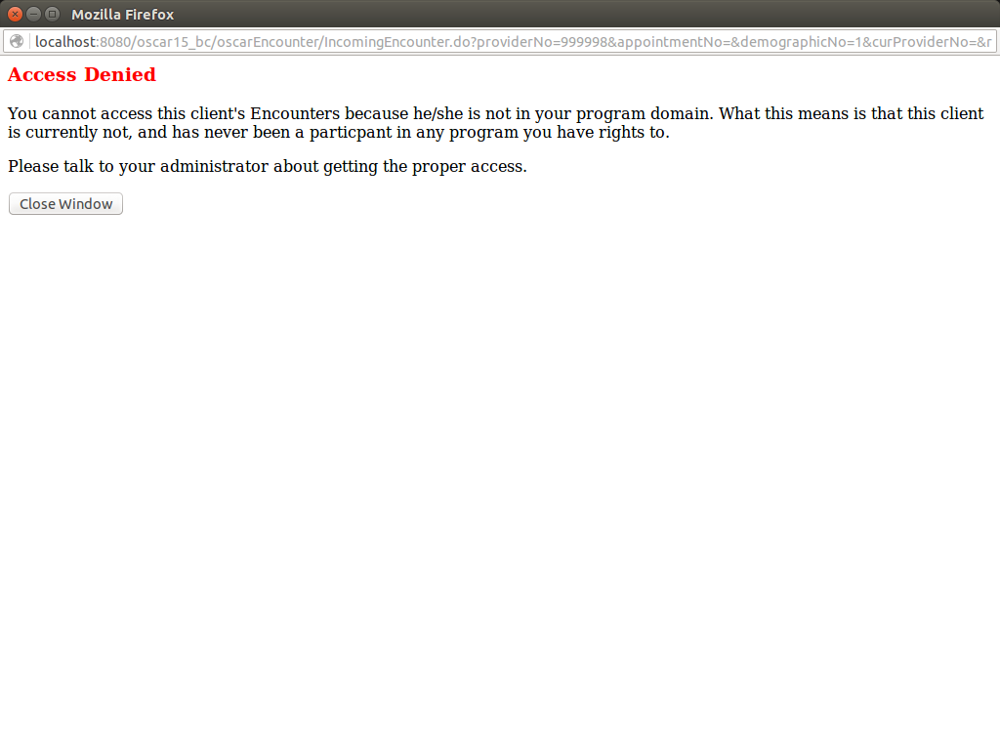 Mozilla Firefox
localhost:8080/oscar15_bc/oscarEncounter/IncomingEncounter.do?providerNo=999998&appointmentNo=&demographicNo=1&curProviderNo=&r
Access Denied
You cannot access this client's Encounters because he/she is not in your program domain. What this means is that this client
is currently not, and has never been a particpant in any program you have rights to.
Please talk to your administrator about getting the proper access.
Close Window